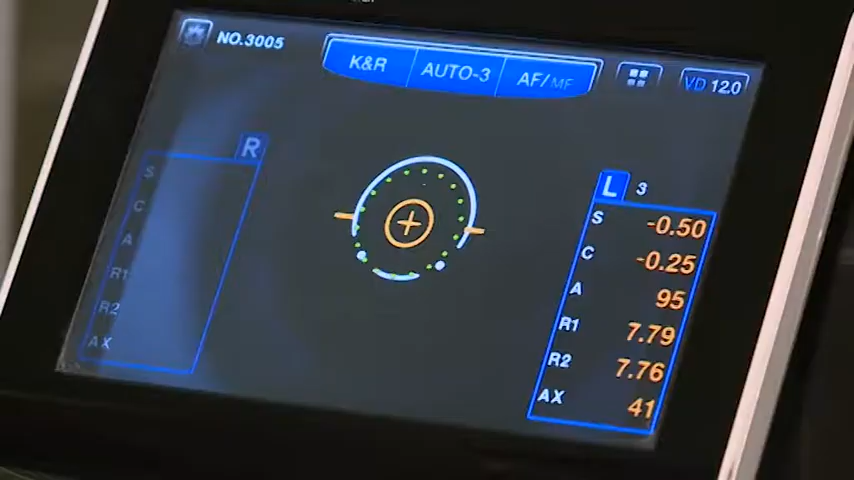 NO.3005
K&R AUTO-3 AF/MF VD 12.0
R
S
C
A
R1
R2
AX
L 3
S -0.50
C -0.25
A 95
R1 7.79
R2 7.76
AX 41